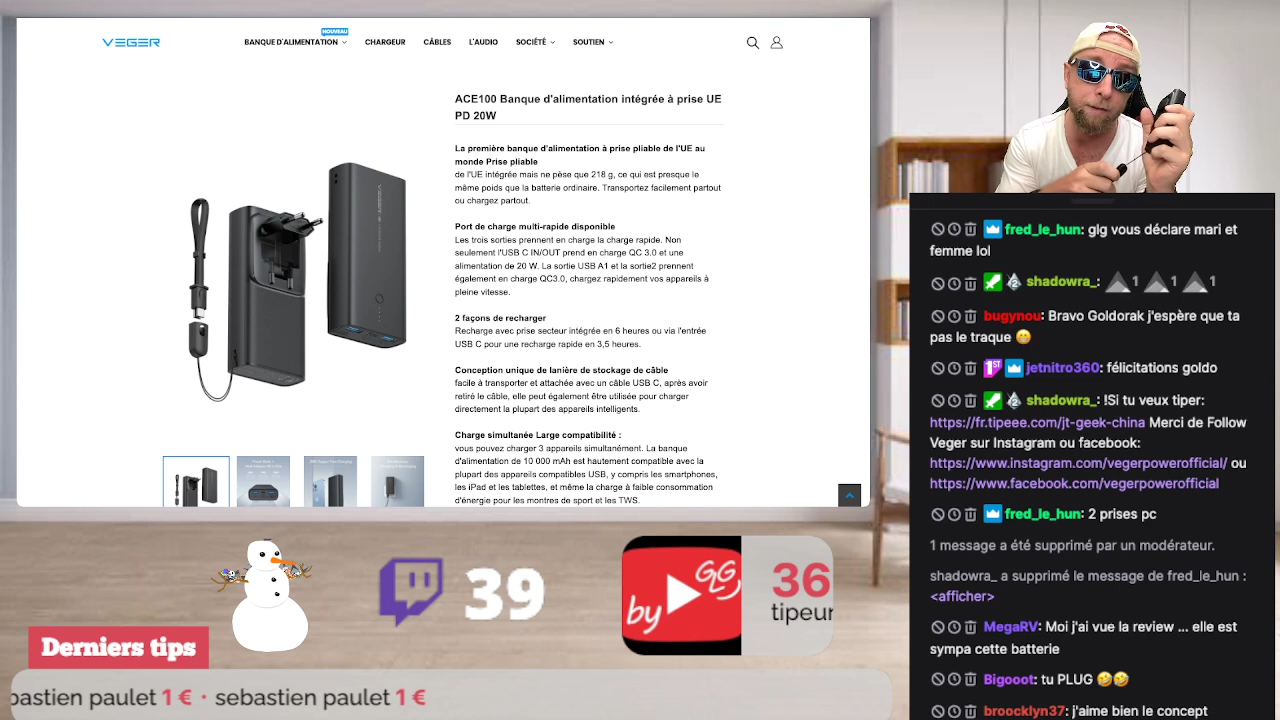 VEGER
NOUVEAU
BANQUE D'ALIMENTATION
CHARGEUR
CÂBLES
L'AUDIO
SOCIÉTÉ
SOUTIEN
ACE100 Banque d'alimentation intégrée à prise UE
PD 20W
La première banque d'alimentation à prise pliable de l'UE au
monde Prise pliable
de l'UE intégrée mais ne pèse que 218 g, ce qui est presque le
même poids que la batterie ordinaire. Transportez facilement partout
ou chargez partout.
Port de charge multi-rapide disponible
Les trois sorties prennent en charge la charge rapide. Non
seulement l'USB C IN/OUT prend en charge QC 3.0 et une
alimentation de 20 W. La sortie USB A1 et la sortie2 prennent
également en charge QC3.0, chargez rapidement vos appareils à
pleine vitesse.
2 façons de recharger
Recharge avec prise secteur intégrée en 6 heures ou via l'entrée
USB C pour une recharge rapide en 3,5 heures.
Conception unique de lanière de stockage de câble
facile à transporter et attachée avec un câble USB C, après avoir
retiré le câble, elle peut également être utilisée pour charger
directement la plupart des appareils intelligents.
Charge simultanée Large compatibilité :
vous pouvez charger 3 appareils simultanément. La banque
d'alimentation de 10 000 mAh est hautement compatible avec la
plupart des appareils compatibles USB, y compris les smartphones,
les iPad et les tablettes, et même la charge à faible consommation
d'énergie pour les montres de sport et les TWS.
fred_le_hun: glg vous déclare mari et
femme lol
shadowra_: 1 1 1
bugynou: Bravo Goldorak j'espère que ta
pas le traque 😁
1ST jetnitro360: félicitations goldo
shadowra_: !Si tu veux tiper:
https://fr.tipeee.com/jt-geek-china Merci de Follow
Veger sur Instagram ou facebook:
https://www.instagram.com/vegerpowerofficial/ ou
https://www.facebook.com/vegerpowerofficial
fred_le_hun: 2 prises pc
1 message a été supprimé par un modérateur.
shadowra_ a supprimé le message de fred_le_hun :
<afficher>
MegaRV: Moi j'ai vue la review ... elle est
sympa cette batterie
Bigooot: tu PLUG 🤣🤣
broocklyn37: j'aime bien le concept
39
by GLG
36
tipeur
Derniers tips
bastien paulet 1 € · sebastien paulet 1 €